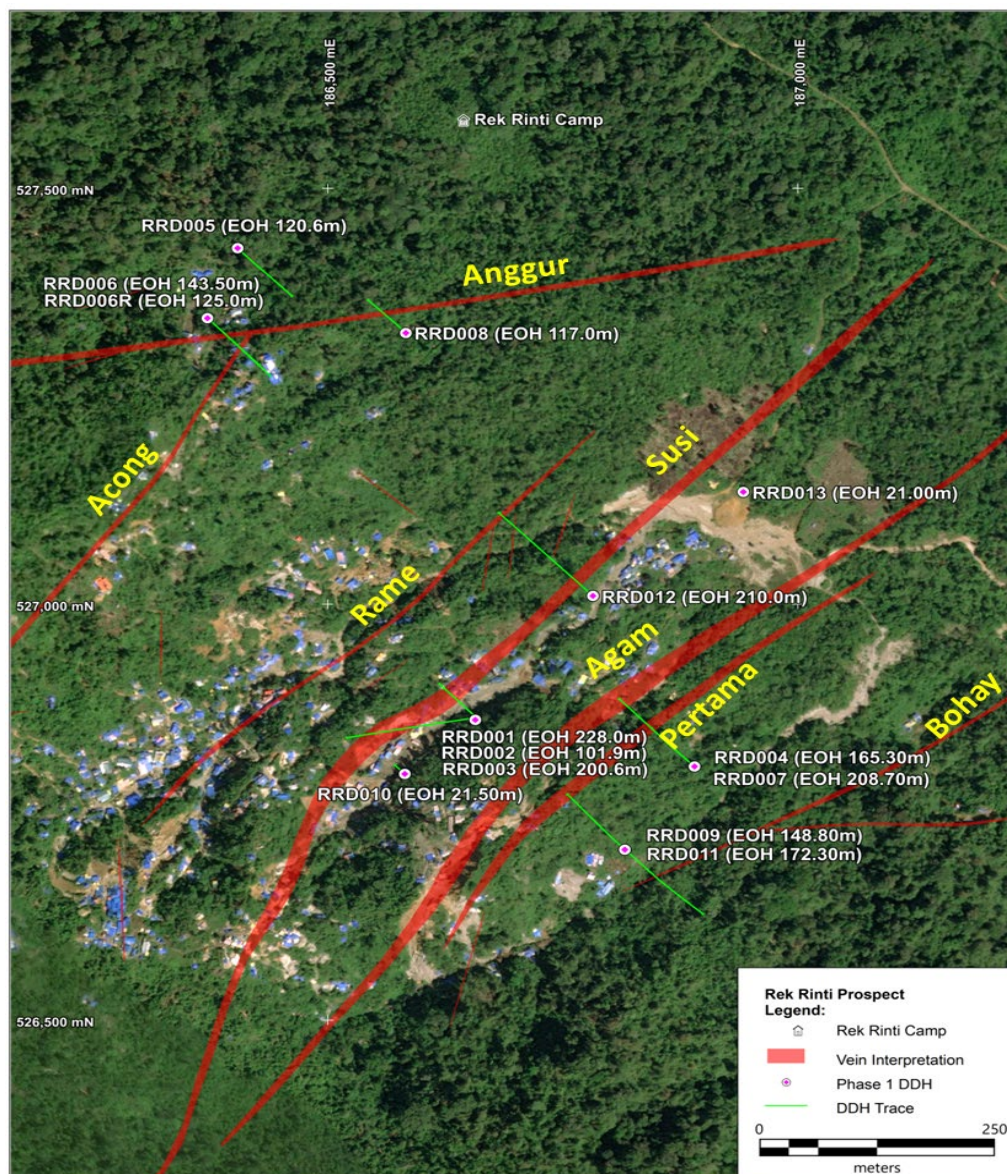 186,500 mE
187,000 mE
Rek Rinti Camp
527,500 mN
RRD005 (EOH 120.6m)
Anggur
RRD006 (EOH 143.50m)
RRD006R (EOH 125.0m)
RRD008 (EOH 117.0m)
Acong
Susi
RRD013 (EOH 21.00m)
Rame
527,000 mN
RRD012 (EOH 210.0m)
Agam
Pertama
Bohay
RRD001 (EOH 228.0m)
RRD002 (EOH 101.9m)
RRD003 (EOH 200.6m)
RRD004 (EOH 165.30m)
RRD007 (EOH 208.70m)
RRD010 (EOH 21.50m)
RRD009 (EOH 148.80m)
RRD011 (EOH 172.30m)
526,500 mN
Rek Rinti Prospect
Legend:
Rek Rinti Camp
Vein Interpretation
Phase 1 DDH
DDH Trace
0 250
meters